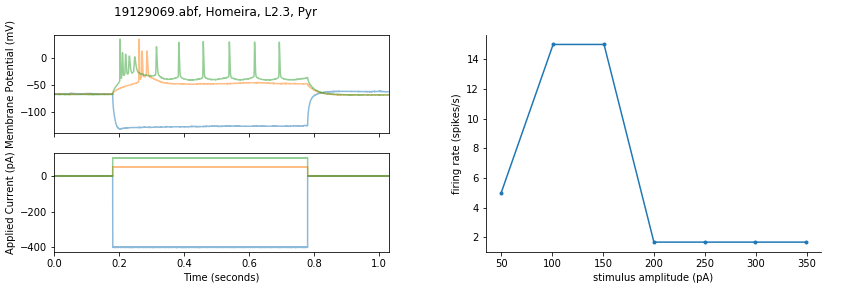 19129069.abf, Homeira, L2.3, Pyr
Membrane Potential (mV)
0
−50
−100
Applied Current (pA)
0
−200
−400
0.0 0.2 0.4 0.6 0.8 1.0
Time (seconds)
firing rate (spikes/s)
14
12
10
8
6
4
2
50 100 150 200 250 300 350
stimulus amplitude (pA)